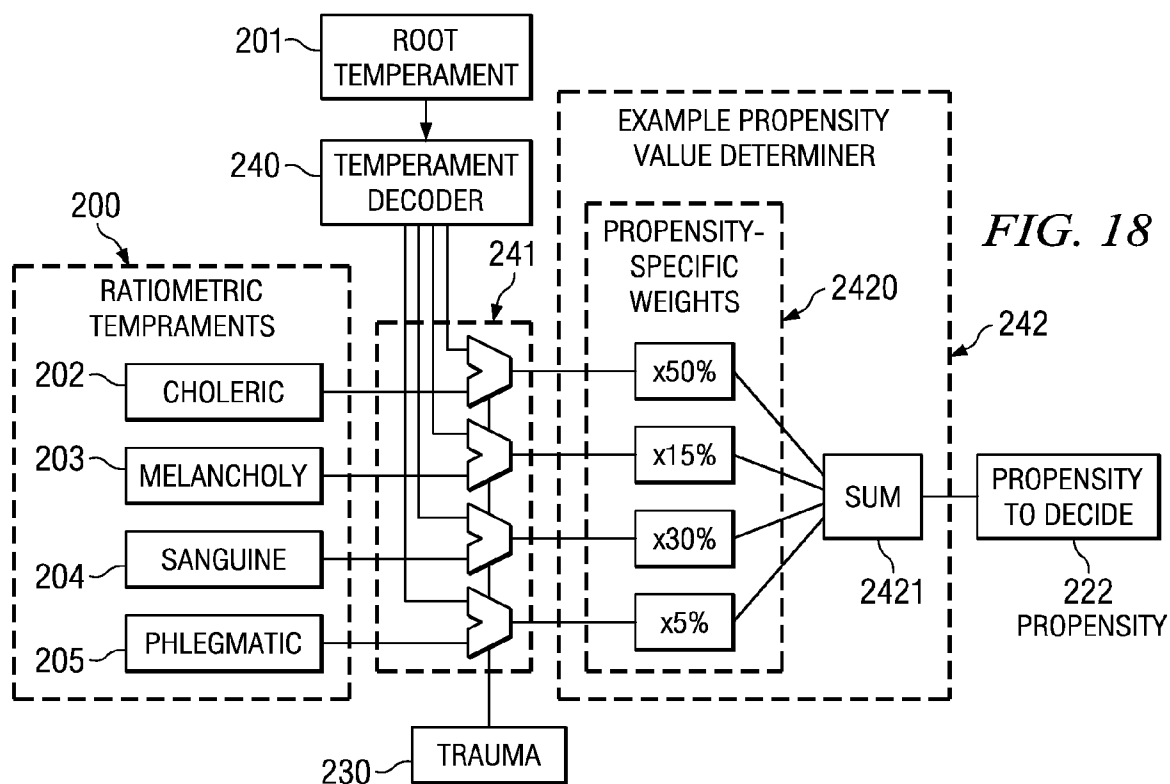 201
ROOT
TEMPERAMENT
240
TEMPERAMENT
DECODER
EXAMPLE PROPENSITY
VALUE DETERMINER
FIG. 18
200
RATIOMETRIC
TEMPRAMENTS
241
PROPENSITY-
SPECIFIC
WEIGHTS
2420
242
202
CHOLERIC
x50%
203
MELANCHOLY
x15%
204
SANGUINE
x30%
205
PHLEGMATIC
x5%
SUM
2421
PROPENSITY
TO DECIDE
222
PROPENSITY
230
TRAUMA